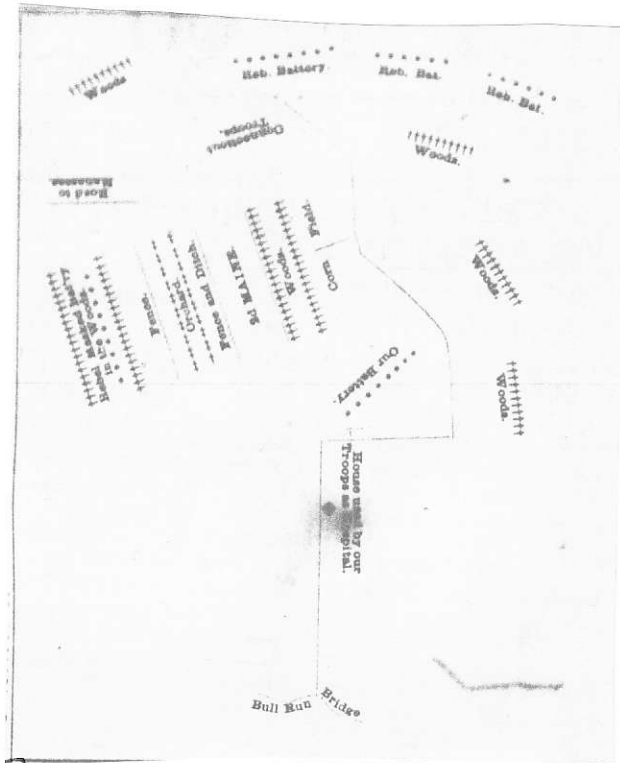 Woods
Reb. Battery.
Reb. Bat.
Reb. Bat.
Connecticut
Troops.
Woods.
Road to
Manassas.
Rebel Masked Battery
in the Woods
Fence.
Orchard.
Fence and Ditch.
2d MAINE.
Woods.
Corn Field.
Woods.
Our Battery.
Woods.
House used by our
Troops as Hospital.
Bull Run Bridge